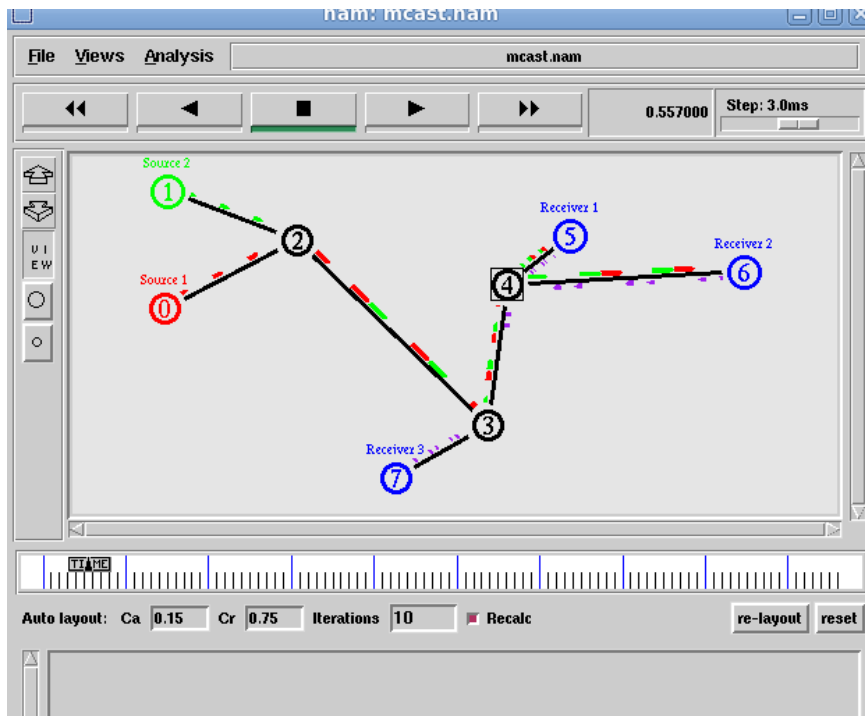 nam: mcast.nam
File Views Analysis mcast.nam
0.557000 Step: 3.0ms
Source 2
1
VIEW
Source 1
0
2
Receiver 1
5
Receiver 2
6
4
3
Receiver 3
7
TIME
Auto layout: Ca 0.15 Cr 0.75 Iterations 10 Recalc re-layout reset